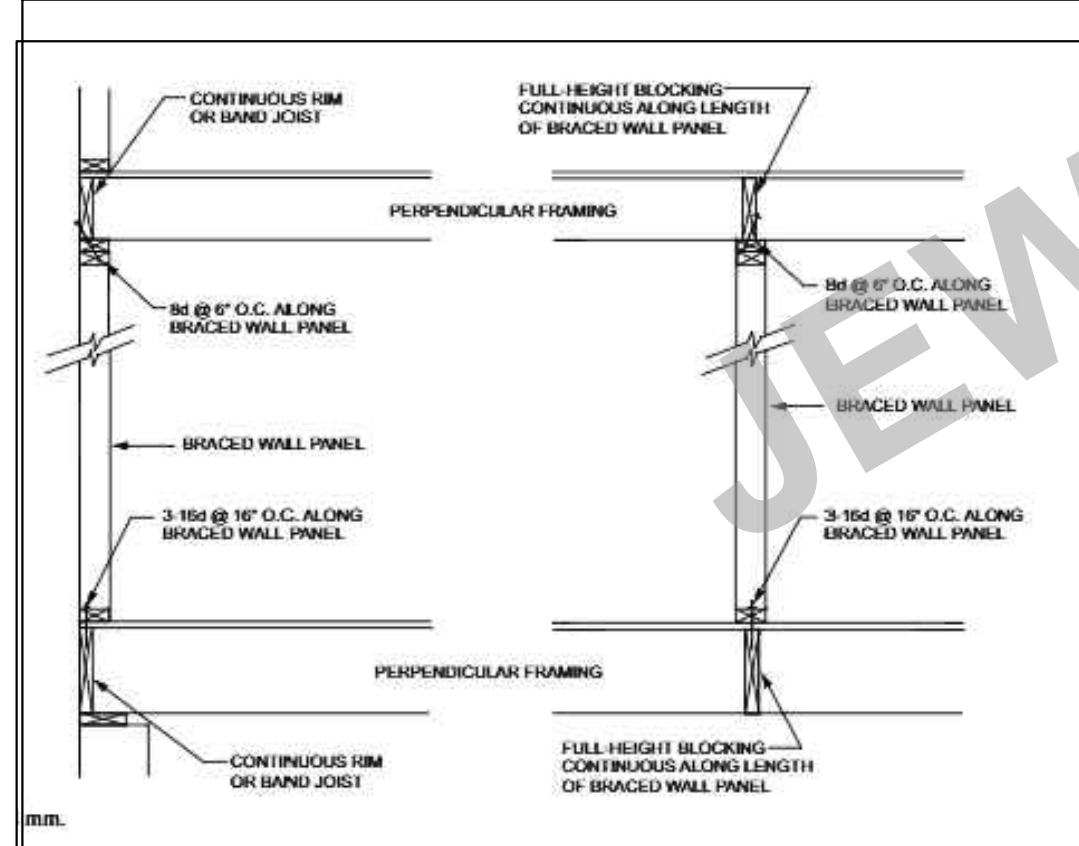 CONTINUOUS RIM
OR BAND JOIST
FULL-HEIGHT BLOCKING
CONTINUOUS ALONG LENGTH
OF BRACED WALL PANEL
PERPENDICULAR FRAMING
8d @ 6" O.C. ALONG
BRACED WALL PANEL
8d @ 6" O.C. ALONG
BRACED WALL PANEL
BRACED WALL PANEL
BRACED WALL PANEL
3-16d @ 16" O.C. ALONG
BRACED WALL PANEL
3-16d @ 16" O.C. ALONG
BRACED WALL PANEL
PERPENDICULAR FRAMING
CONTINUOUS RIM
OR BAND JOIST
FULL-HEIGHT BLOCKING
CONTINUOUS ALONG LENGTH
OF BRACED WALL PANEL
mm.
JEW